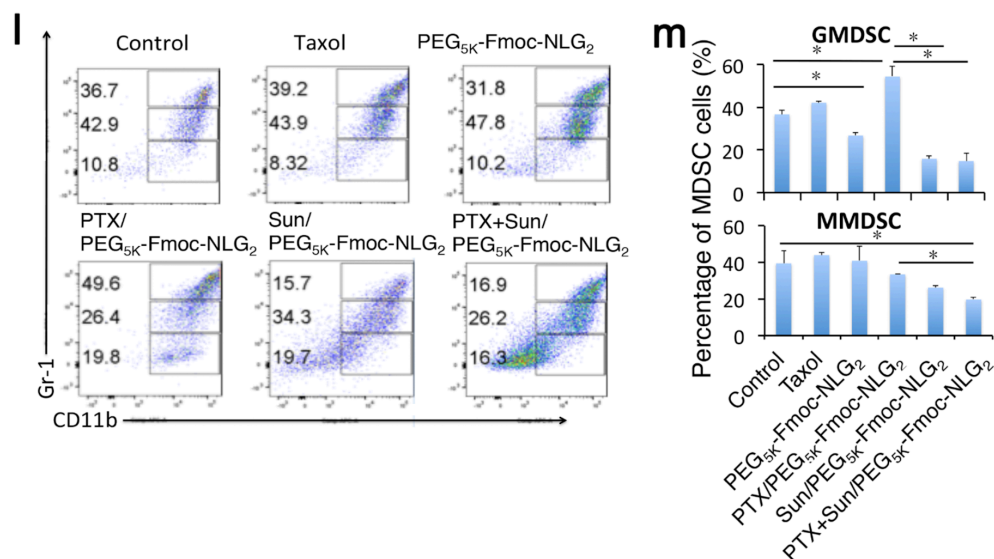 l
Control
Taxol
PEG5K-Fmoc-NLG2
36.7
42.9
10.8
39.2
43.9
8.32
31.8
47.8
10.2
PTX/
PEG5K-Fmoc-NLG2
Sun/
PEG5K-Fmoc-NLG2
PTX+Sun/
PEG5K-Fmoc-NLG2
49.6
26.4
19.8
15.7
34.3
19.7
16.9
26.2
16.3
Gr-1
CD11b
m
Percentage of MDSC cells (%)
GMDSC
*
*
*
*
60
40
20
0
MMDSC
*
*
60
40
20
0
Control
Taxol
PEG5K-Fmoc-NLG2
PTX/PEG5K-Fmoc-NLG2
Sun/PEG5K-Fmoc-NLG2
PTX+Sun/PEG5K-Fmoc-NLG2